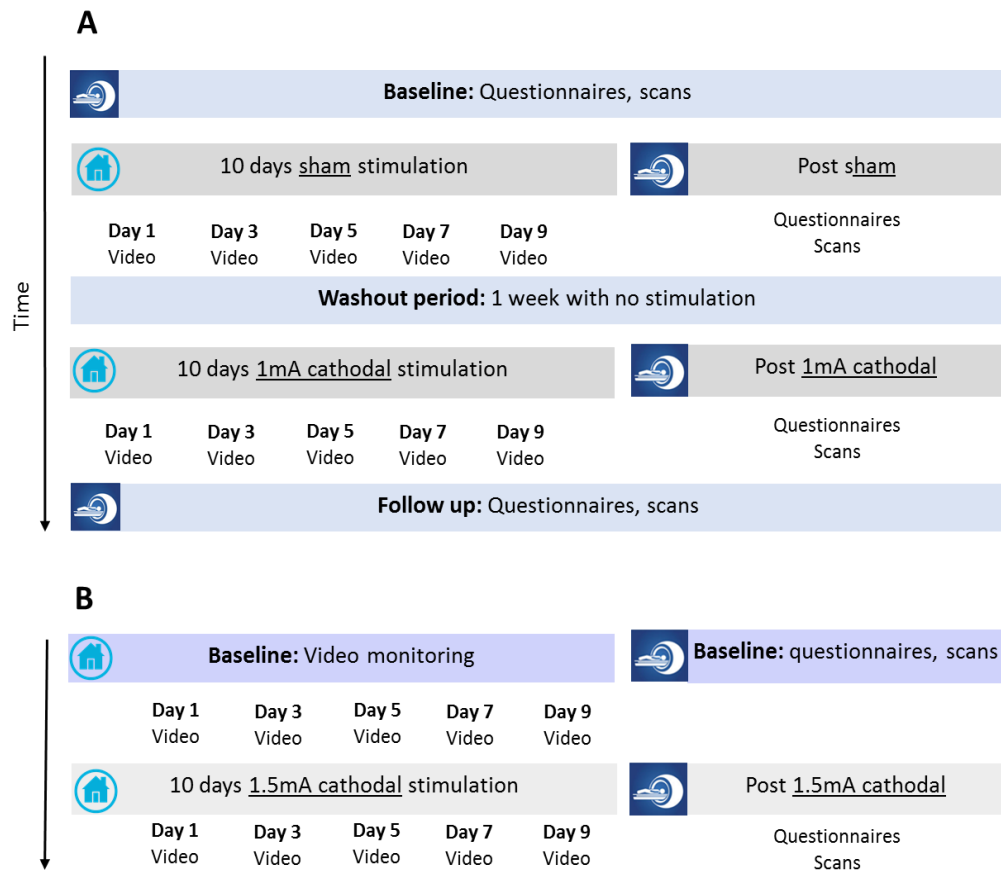 A
Baseline: Questionnaires, scans
10 days sham stimulation
Post sham
Day 1 Day 3 Day 5 Day 7 Day 9
Video Video Video Video Video
Questionnaires
Scans
Washout period: 1 week with no stimulation
Time
10 days 1mA cathodal stimulation
Post 1mA cathodal
Day 1 Day 3 Day 5 Day 7 Day 9
Video Video Video Video Video
Questionnaires
Scans
Follow up: Questionnaires, scans
B
Baseline: Video monitoring
Baseline: questionnaires, scans
Day 1 Day 3 Day 5 Day 7 Day 9
Video Video Video Video Video
10 days 1.5mA cathodal stimulation
Post 1.5mA cathodal
Day 1 Day 3 Day 5 Day 7 Day 9
Video Video Video Video Video
Questionnaires
Scans